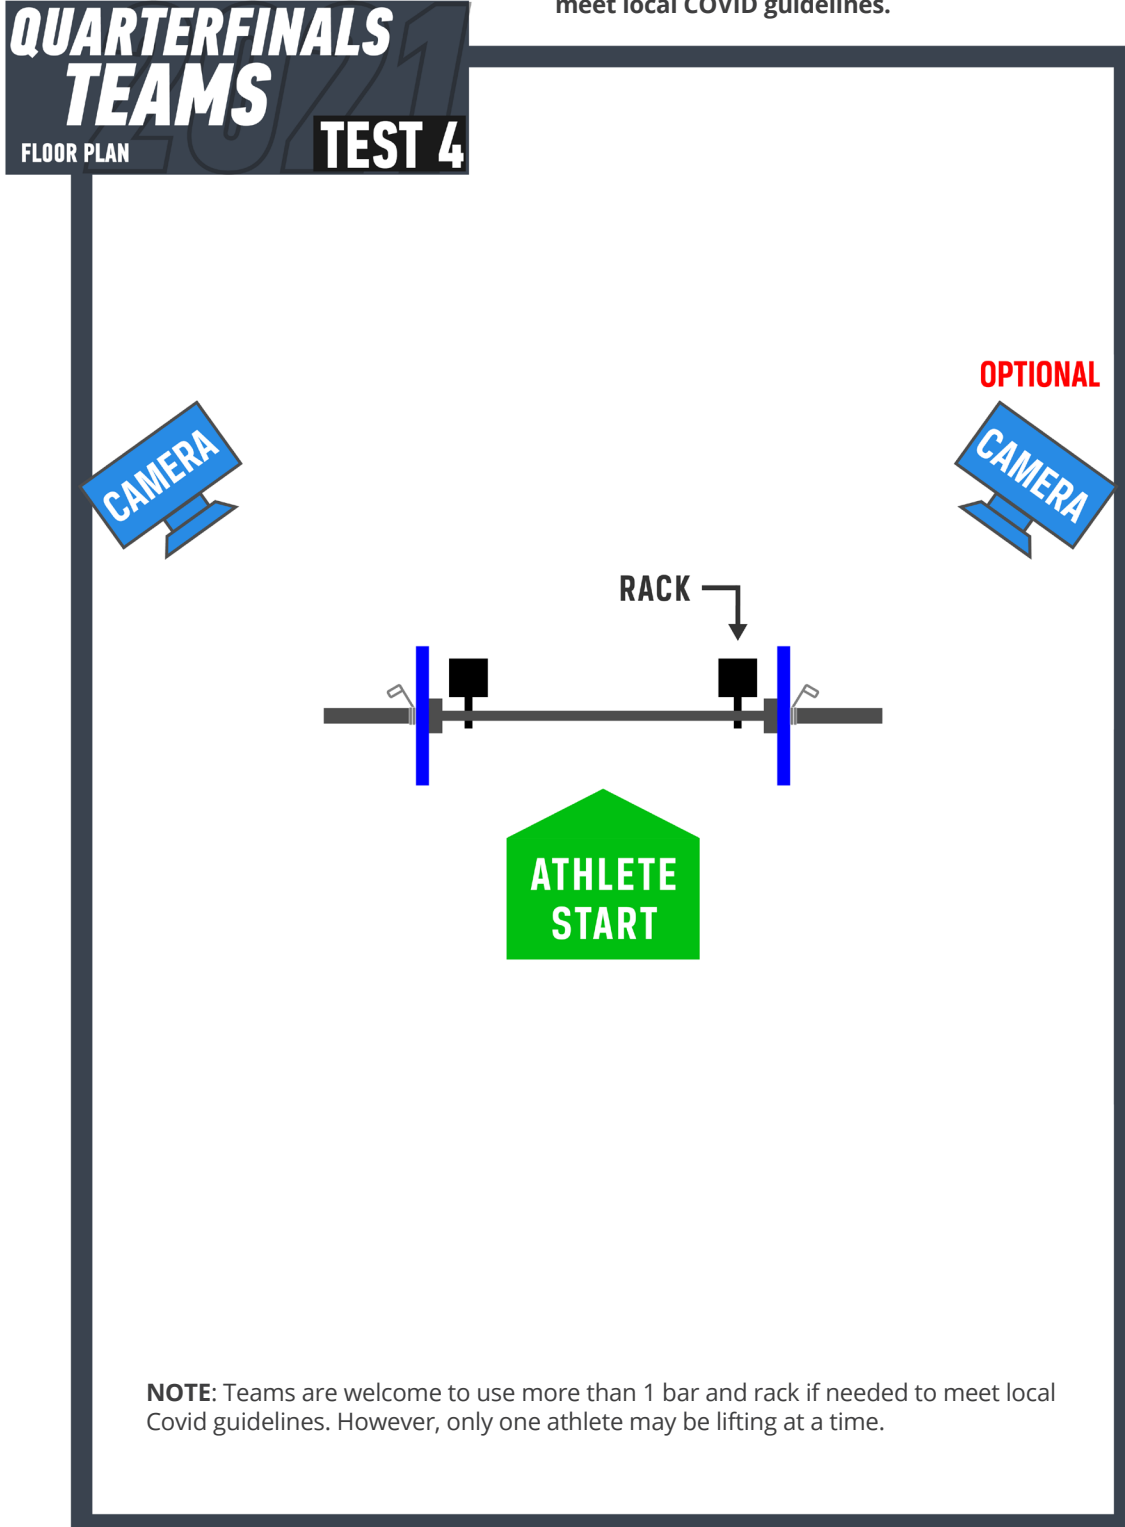 meet local COVID guidelines.
QUARTERFINALS
TEAMS
2021
FLOOR PLAN
TEST 4
OPTIONAL
CAMERA
CAMERA
RACK
ATHLETE
START
NOTE: Teams are welcome to use more than 1 bar and rack if needed to meet local
Covid guidelines. However, only one athlete may be lifting at a time.